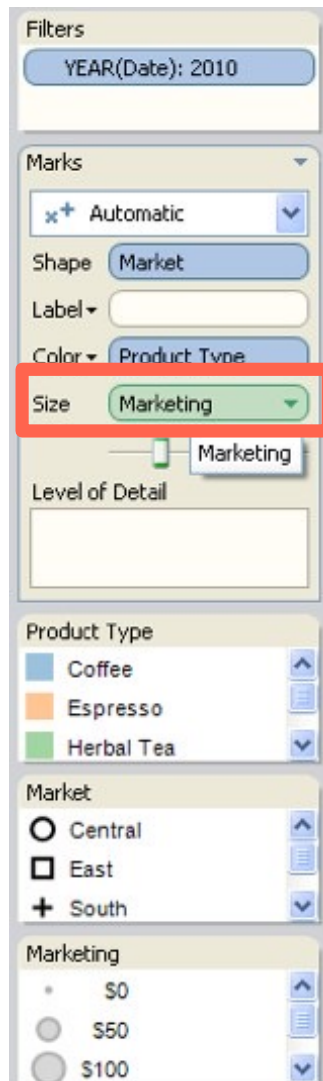 Filters
YEAR(Date): 2010
Marks
Automatic
Shape Market
Label
Color Product Type
Size Marketing
Marketing
Level of Detail
Product Type
Coffee
Espresso
Herbal Tea
Market
Central
East
South
Marketing
$0
$50
$100